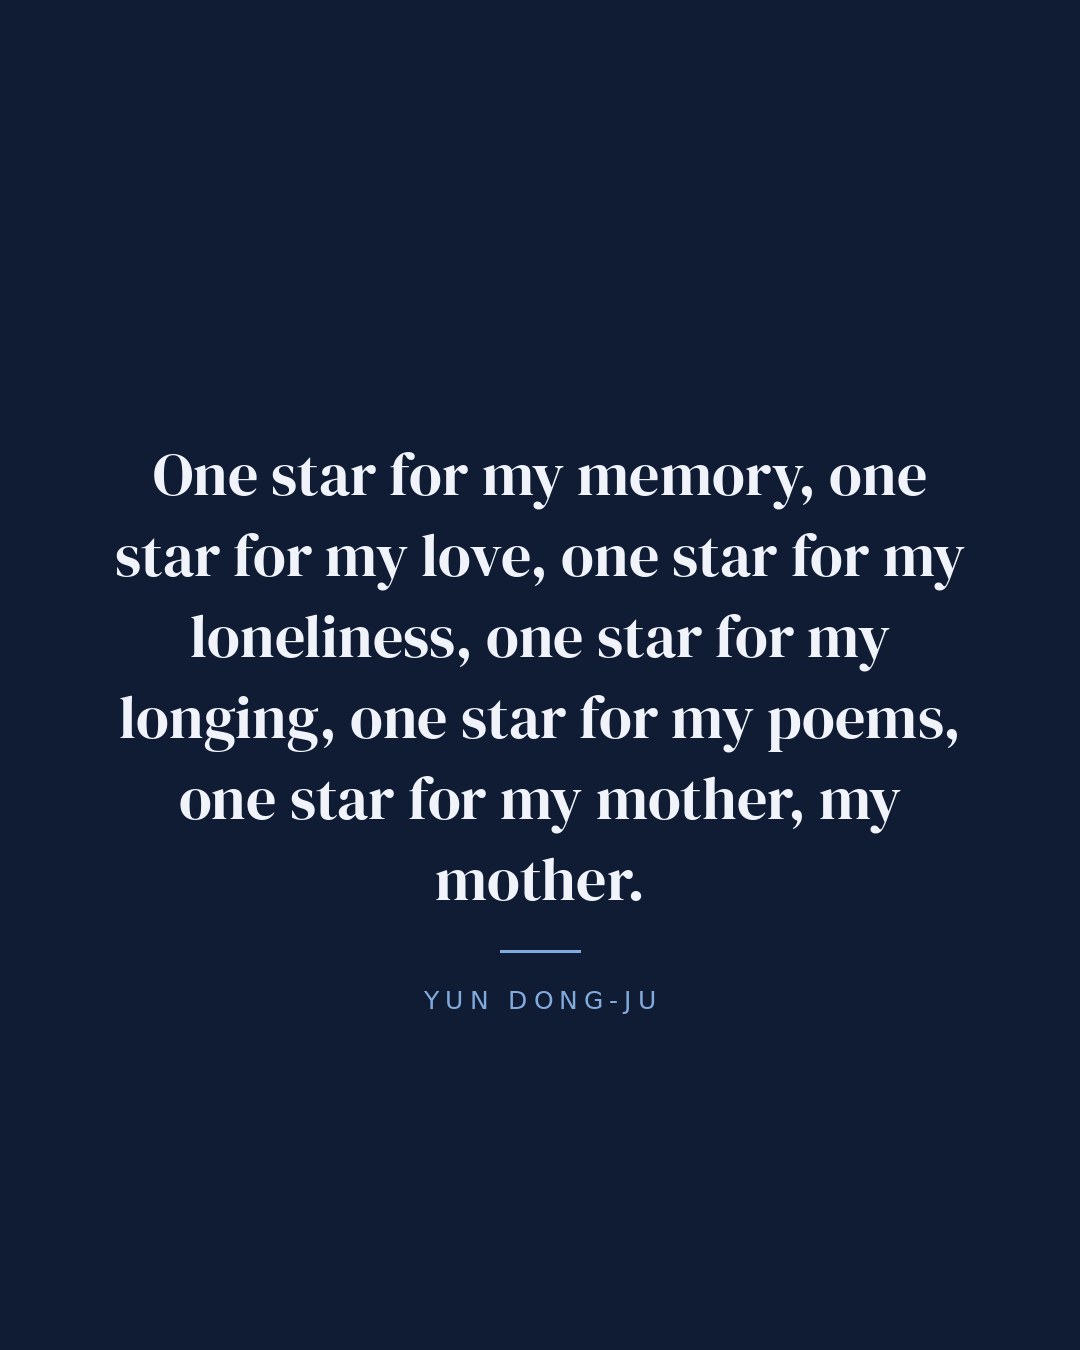 One star for my memory, one
star for my love, one star for my
loneliness, one star for my
longing, one star for my poems,
one star for my mother, my
mother.
YUN DONG-JU